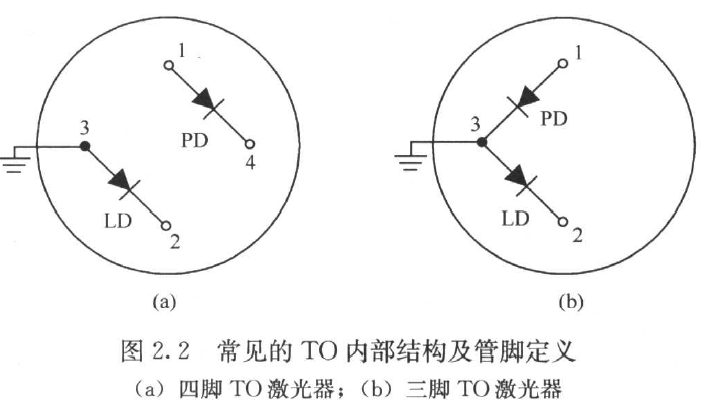 1
PD
4
3
LD
2
(a)
1
PD
3
LD
2
(b)
图 2.2 常见的 TO 内部结构及管脚定义
(a) 四脚 TO 激光器；(b) 三脚 TO 激光器